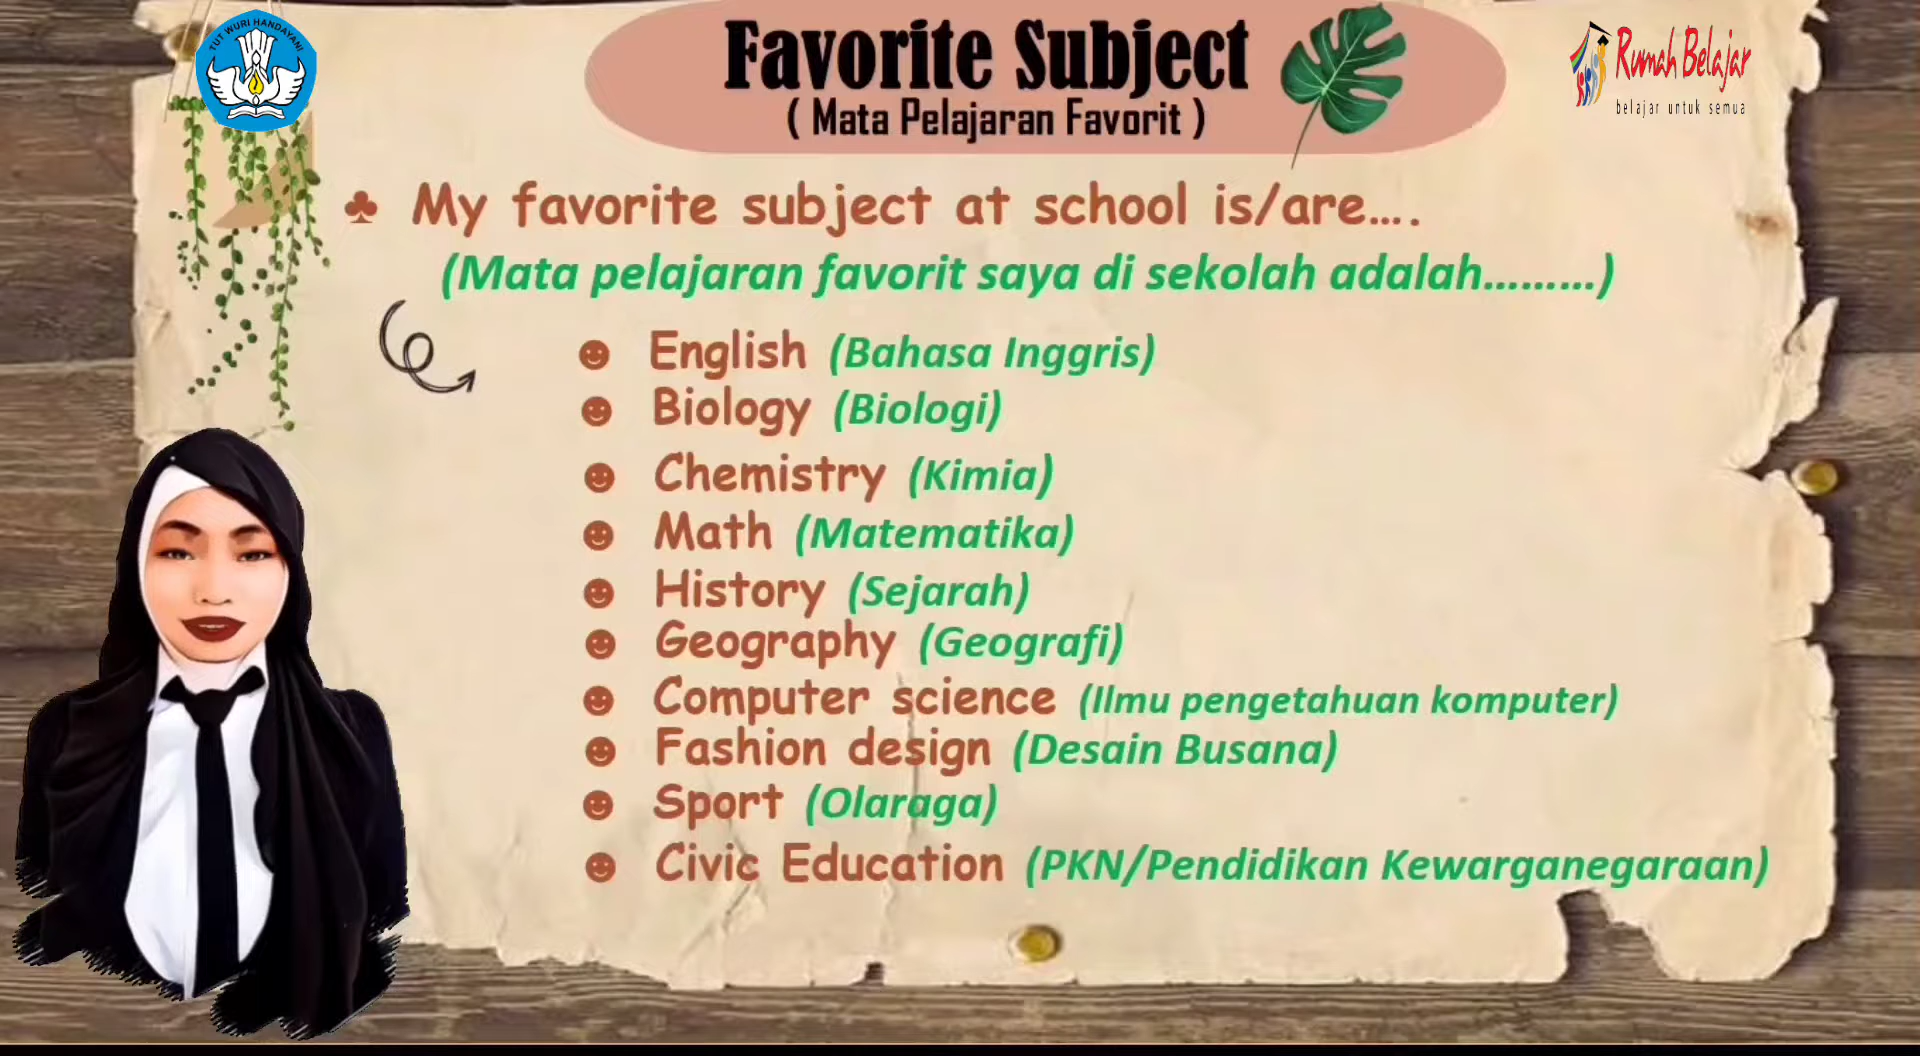 TUT WURI HANDAYANI
Favorite Subject
( Mata Pelajaran Favorit )
Rumah Belajar
belajar untuk semua
♣ My favorite subject at school is/are....
(Mata pelajaran favorit saya di sekolah adalah..........)
☻ English (Bahasa Inggris)
☻ Biology (Biologi)
☻ Chemistry (Kimia)
☻ Math (Matematika)
☻ History (Sejarah)
☻ Geography (Geografi)
☻ Computer science (Ilmu pengetahuan komputer)
☻ Fashion design (Desain Busana)
☻ Sport (Olaraga)
☻ Civic Education (PKN/Pendidikan Kewarganegaraan)